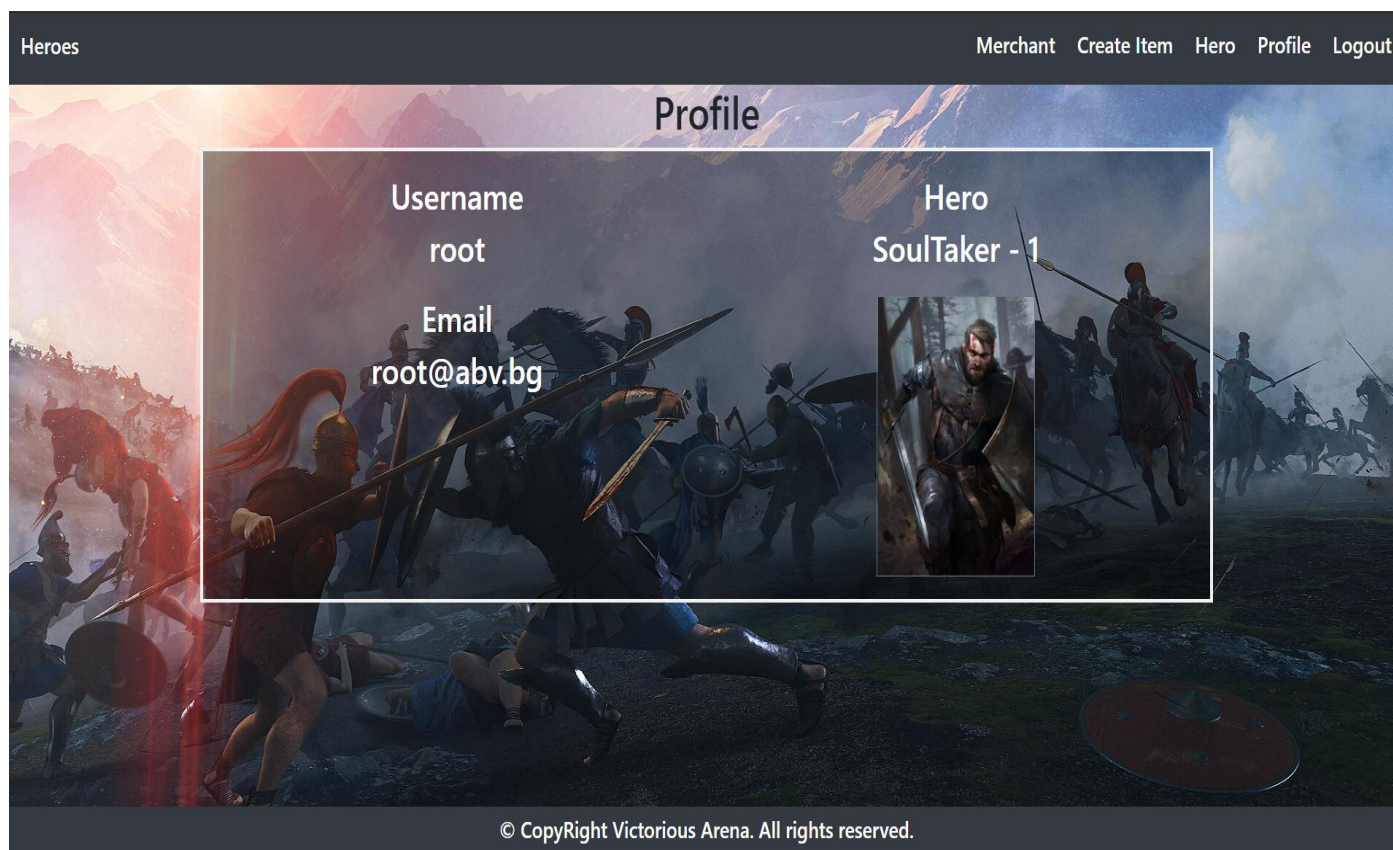 Heroes
Merchant Create Item Hero Profile Logout
Profile
Username
root
Email
root@abv.bg
Hero
SoulTaker - 1
© CopyRight Victorious Arena. All rights reserved.